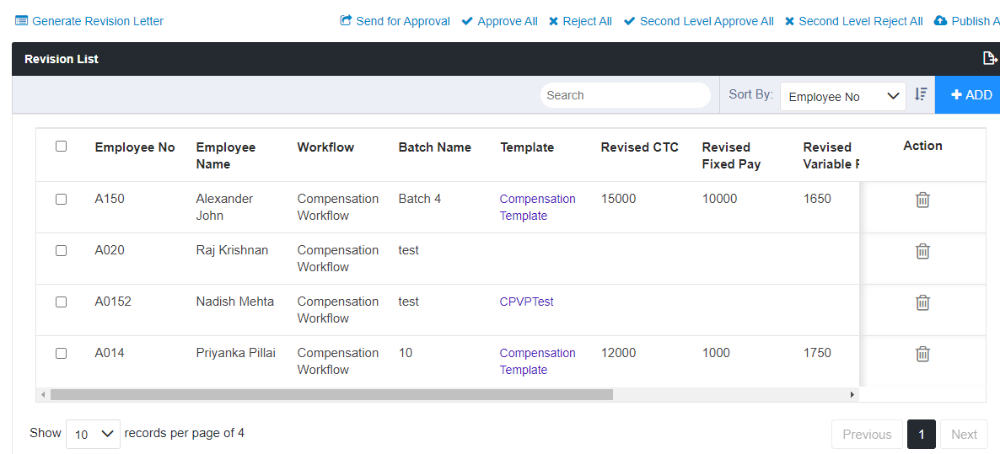 Generate Revision Letter Send for Approval Approve All Reject All Second Level Approve All Second Level Reject All Publish A
Revision List
Search Sort By: Employee No ADD
Employee No Employee Name Workflow Batch Name Template Revised CTC Revised Fixed Pay Revised Variable Action
A150 Alexander John Compensation Workflow Batch 4 Compensation Template 15000 10000 1650
A020 Raj Krishnan Compensation Workflow test
A0152 Nadish Mehta Compensation Workflow test CPVPTest
A014 Priyanka Pillai Compensation Workflow 10 Compensation Template 12000 1000 1750
Show 10 records per page of 4 Previous 1 Next